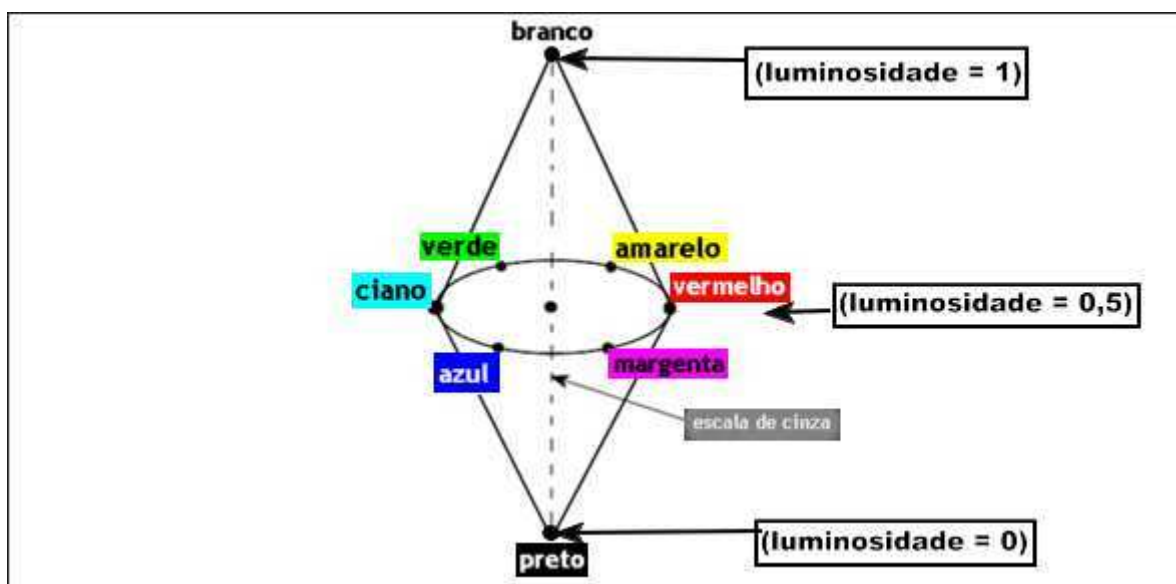 branco
(luminosidade = 1)
verde
amarelo
ciano
vermelho
(luminosidade = 0,5)
azul
margenta
escala de cinza
(luminosidade = 0)
preto